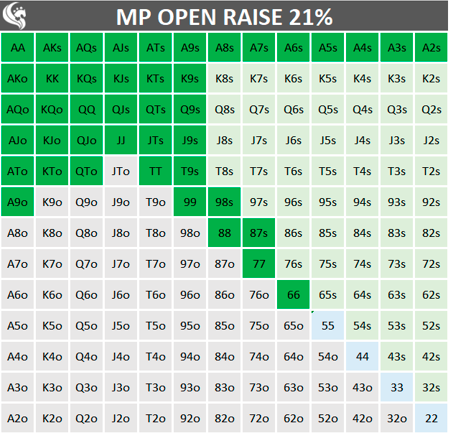 MP OPEN RAISE 21%
AA AKs AQs AJs ATs A9s A8s A7s A6s A5s A4s A3s A2s
AKo KK KQs KJs KTs K9s K8s K7s K6s K5s K4s K3s K2s
AQo KQo QQ QJs QTs Q9s Q8s Q7s Q6s Q5s Q4s Q3s Q2s
AJo KJo QJo JJ JTs J9s J8s J7s J6s J5s J4s J3s J2s
ATo KTo QTo JTo TT T9s T8s T7s T6s T5s T4s T3s T2s
A9o K9o Q9o J9o T9o 99 98s 97s 96s 95s 94s 93s 92s
A8o K8o Q8o J8o T8o 98o 88 87s 86s 85s 84s 83s 82s
A7o K7o Q7o J7o T7o 97o 87o 77 76s 75s 74s 73s 72s
A6o K6o Q6o J6o T6o 96o 86o 76o 66 65s 64s 63s 62s
A5o K5o Q5o J5o T5o 95o 85o 75o 65o 55 54s 53s 52s
A4o K4o Q4o J4o T4o 94o 84o 74o 64o 54o 44 43s 42s
A3o K3o Q3o J3o T3o 93o 83o 73o 63o 53o 43o 33 32s
A2o K2o Q2o J2o T2o 92o 82o 72o 62o 52o 42o 32o 22